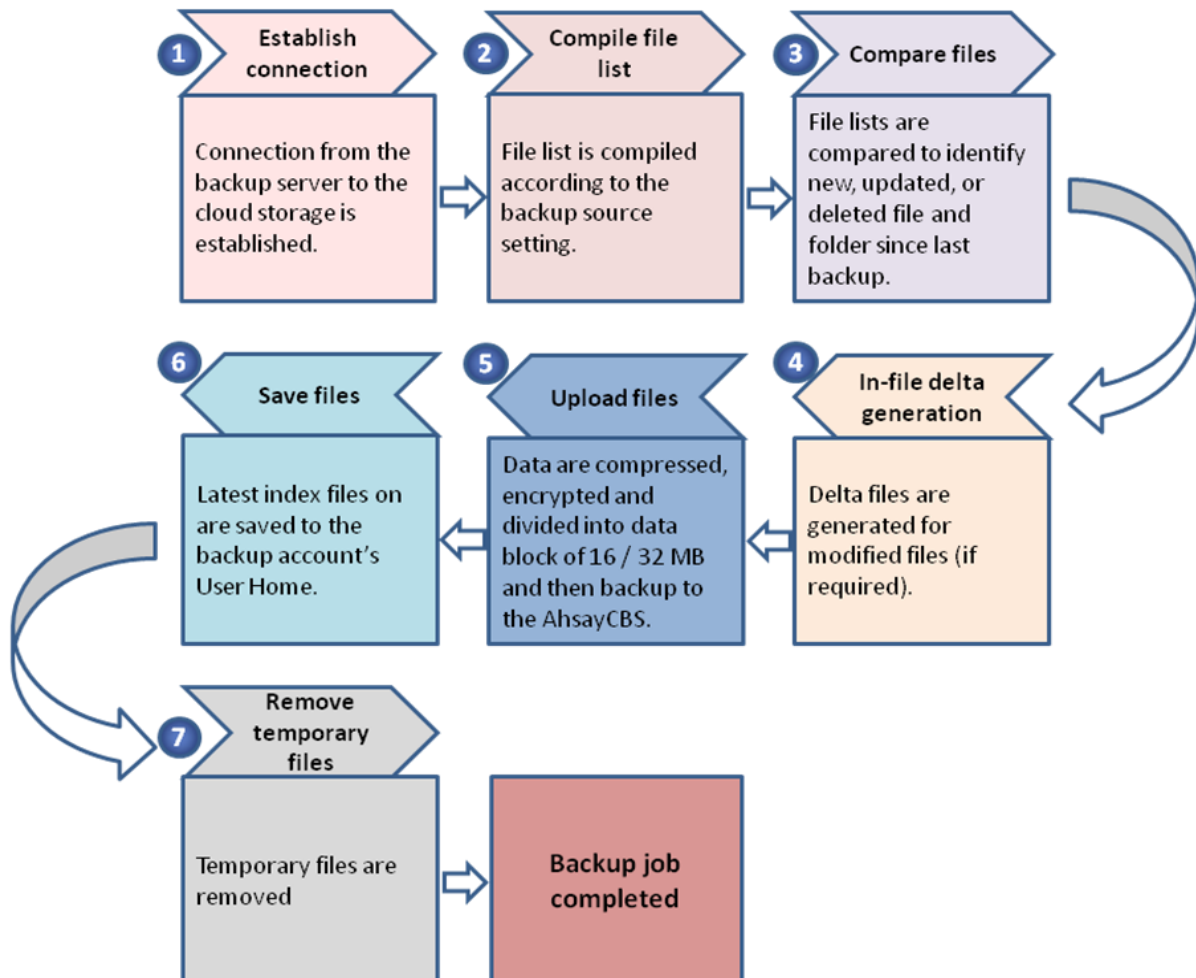 1
Establish
connection
Connection from the
backup server to the
cloud storage is
established.
2
Compile file
list
File list is compiled
according to the
backup source
setting.
3
Compare files
File lists are
compared to identify
new, updated, or
deleted file and
folder since last
backup.
4
In-file delta
generation
Delta files are
generated for
modified files (if
required).
5
Upload files
Data are compressed,
encrypted and
divided into data
block of 16 / 32 MB
and then backup to
the AhsayCBS.
6
Save files
Latest index files on
are saved to the
backup account’s
User Home.
7
Remove
temporary
files
Temporary files are
removed
Backup job
completed